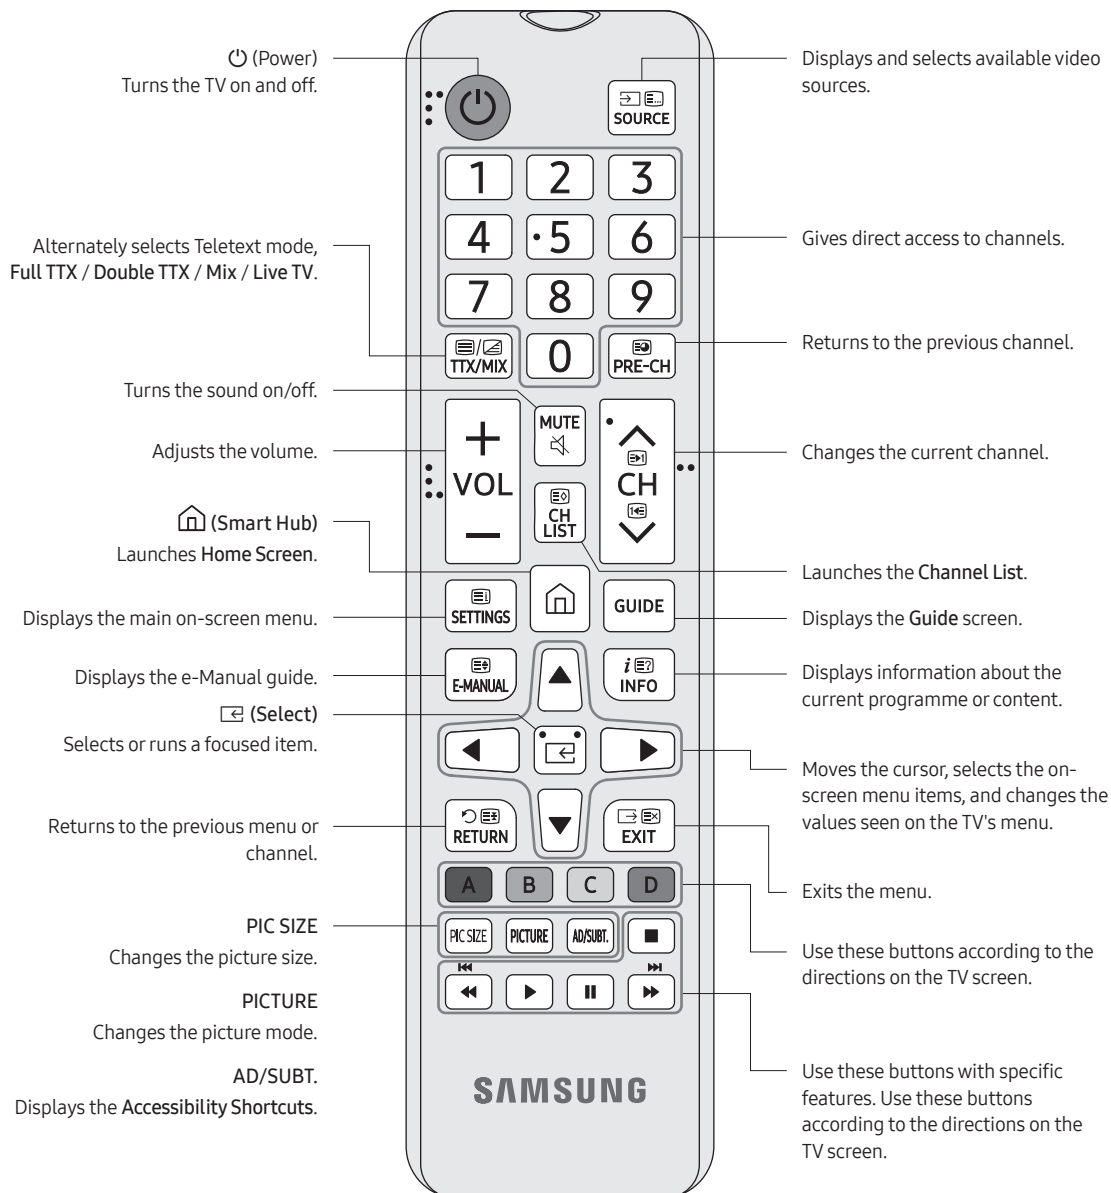 (Power)
Turns the TV on and off.
Alternately selects Teletext mode,
Full TTX / Double TTX / Mix / Live TV.
Turns the sound on/off.
Adjusts the volume.
(Smart Hub)
Launches Home Screen.
Displays the main on-screen menu.
Displays the e-Manual guide.
(Select)
Selects or runs a focused item.
Returns to the previous menu or
channel.
PIC SIZE
Changes the picture size.
PICTURE
Changes the picture mode.
AD/SUBT.
Displays the Accessibility Shortcuts.
SOURCE
1 2 3
4 5 6
7 8 9
TTX/MIX 0 PRE-CH
MUTE
VOL
CH
LIST
CH
SETTINGS
GUIDE
E-MANUAL
i ?
INFO
RETURN
EXIT
A B C D
PIC SIZE PICTURE AD/SUBT.
SAMSUNG
Displays and selects available video
sources.
Gives direct access to channels.
Returns to the previous channel.
Changes the current channel.
Launches the Channel List.
Displays the Guide screen.
Displays information about the
current programme or content.
Moves the cursor, selects the on-
screen menu items, and changes the
values seen on the TV's menu.
Exits the menu.
Use these buttons according to the
directions on the TV screen.
Use these buttons with specific
features. Use these buttons
according to the directions on the
TV screen.